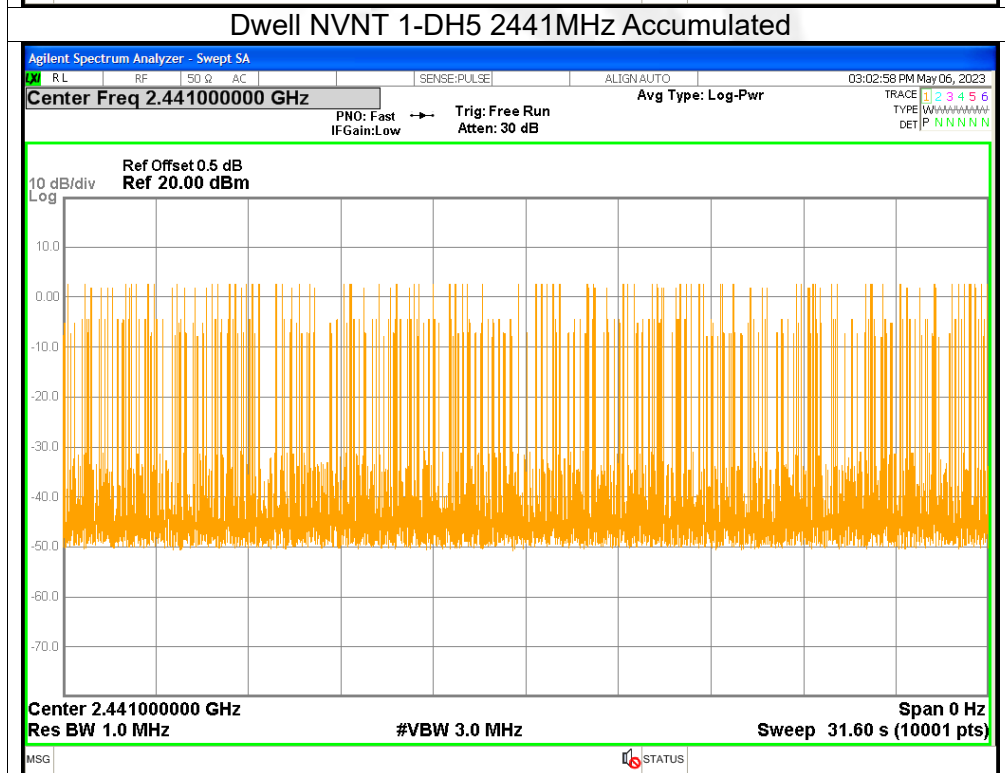 Dwell NVNT 1-DH5 2441MHz Accumulated
Agilent Spectrum Analyzer - Swept SA
LXI RL RF 50 Ω AC SENSE:PULSE ALIGN AUTO 03:02:58 PM May 06, 2023
Center Freq 2.441000000 GHz Avg Type: Log-Pwr TRACE 1 2 3 4 5 6
PNO: Fast Trig: Free Run TYPE WWWWWW
IFGain:Low Atten: 30 dB DET P N N N N N
Ref Offset 0.5 dB
10 dB/div Ref 20.00 dBm
Log
10.0
0.00
-10.0
-20.0
-30.0
-40.0
-50.0
-60.0
-70.0
Center 2.441000000 GHz Span 0 Hz
Res BW 1.0 MHz #VBW 3.0 MHz Sweep 31.60 s (10001 pts)
MSG STATUS